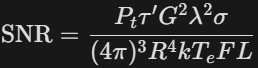 SNR = \frac{P_t \tau' G^2 \lambda^2 \sigma}{(4\pi)^3 R^4 k T_e F L}